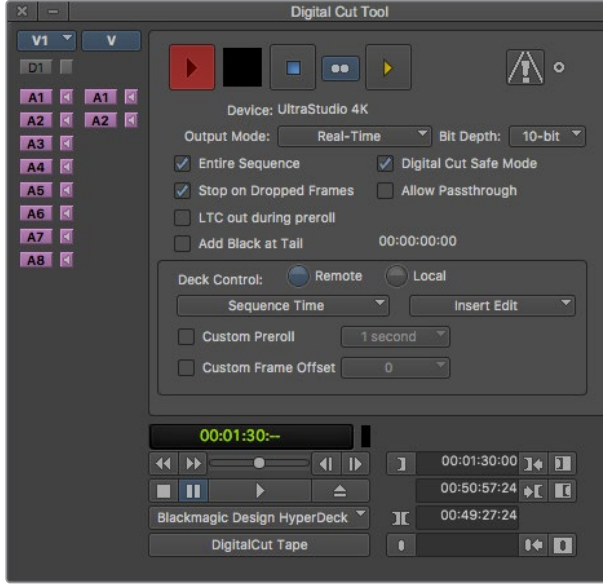 Digital Cut Tool
V1 V
D1
A1 A1
A2 A2
A3
A4
A5
A6
A7
A8
Device: UltraStudio 4K
Output Mode: Real-Time Bit Depth: 10-bit
Entire Sequence Digital Cut Safe Mode
Stop on Dropped Frames Allow Passthrough
LTC out during preroll
Add Black at Tail 00:00:00:00
Deck Control: Remote Local
Sequence Time Insert Edit
Custom Preroll 1 second
Custom Frame Offset 0
00:01:30:--
00:01:30:00
00:50:57:24
Blackmagic Design HyperDeck 00:49:27:24
DigitalCut Tape